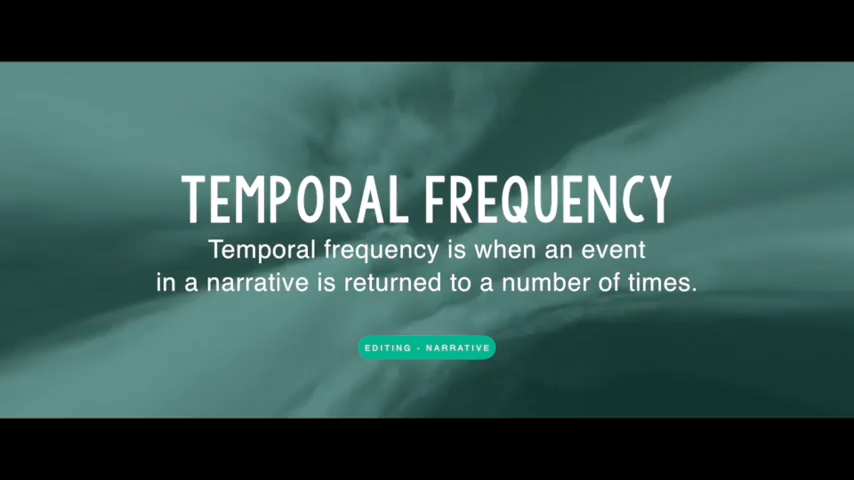 TEMPORAL FREQUENCY
Temporal frequency is when an event
in a narrative is returned to a number of times.
EDITING - NARRATIVE